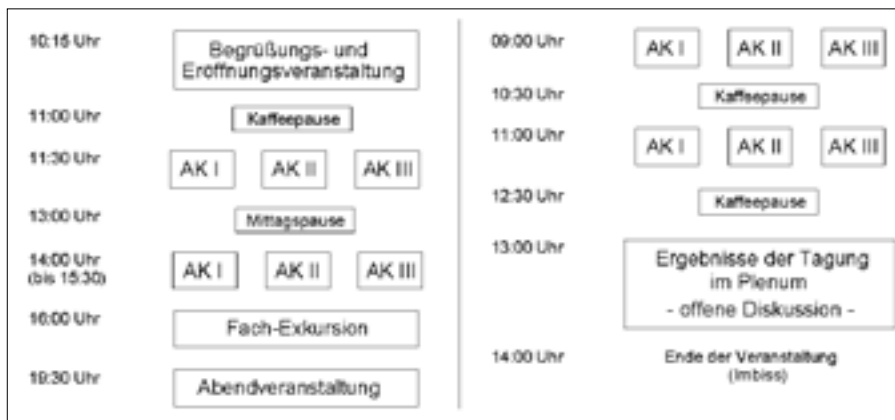 10:15 Uhr
Begrüßungs- und
Eröffnungsveranstaltung
11:00 Uhr
Kaffeepause
11:30 Uhr
AK I AK II AK III
13:00 Uhr
Mittagspause
14:00 Uhr
(bis 15:30)
AK I AK II AK III
16:00 Uhr
Fach-Exkursion
19:30 Uhr
Abendveranstaltung
09:00 Uhr
AK I AK II AK III
10:30 Uhr
Kaffeepause
11:00 Uhr
AK I AK II AK III
12:30 Uhr
Kaffeepause
13:00 Uhr
Ergebnisse der Tagung
im Plenum
- offene Diskussion -
14:00 Uhr
Ende der Veranstaltung
(Imbiss)